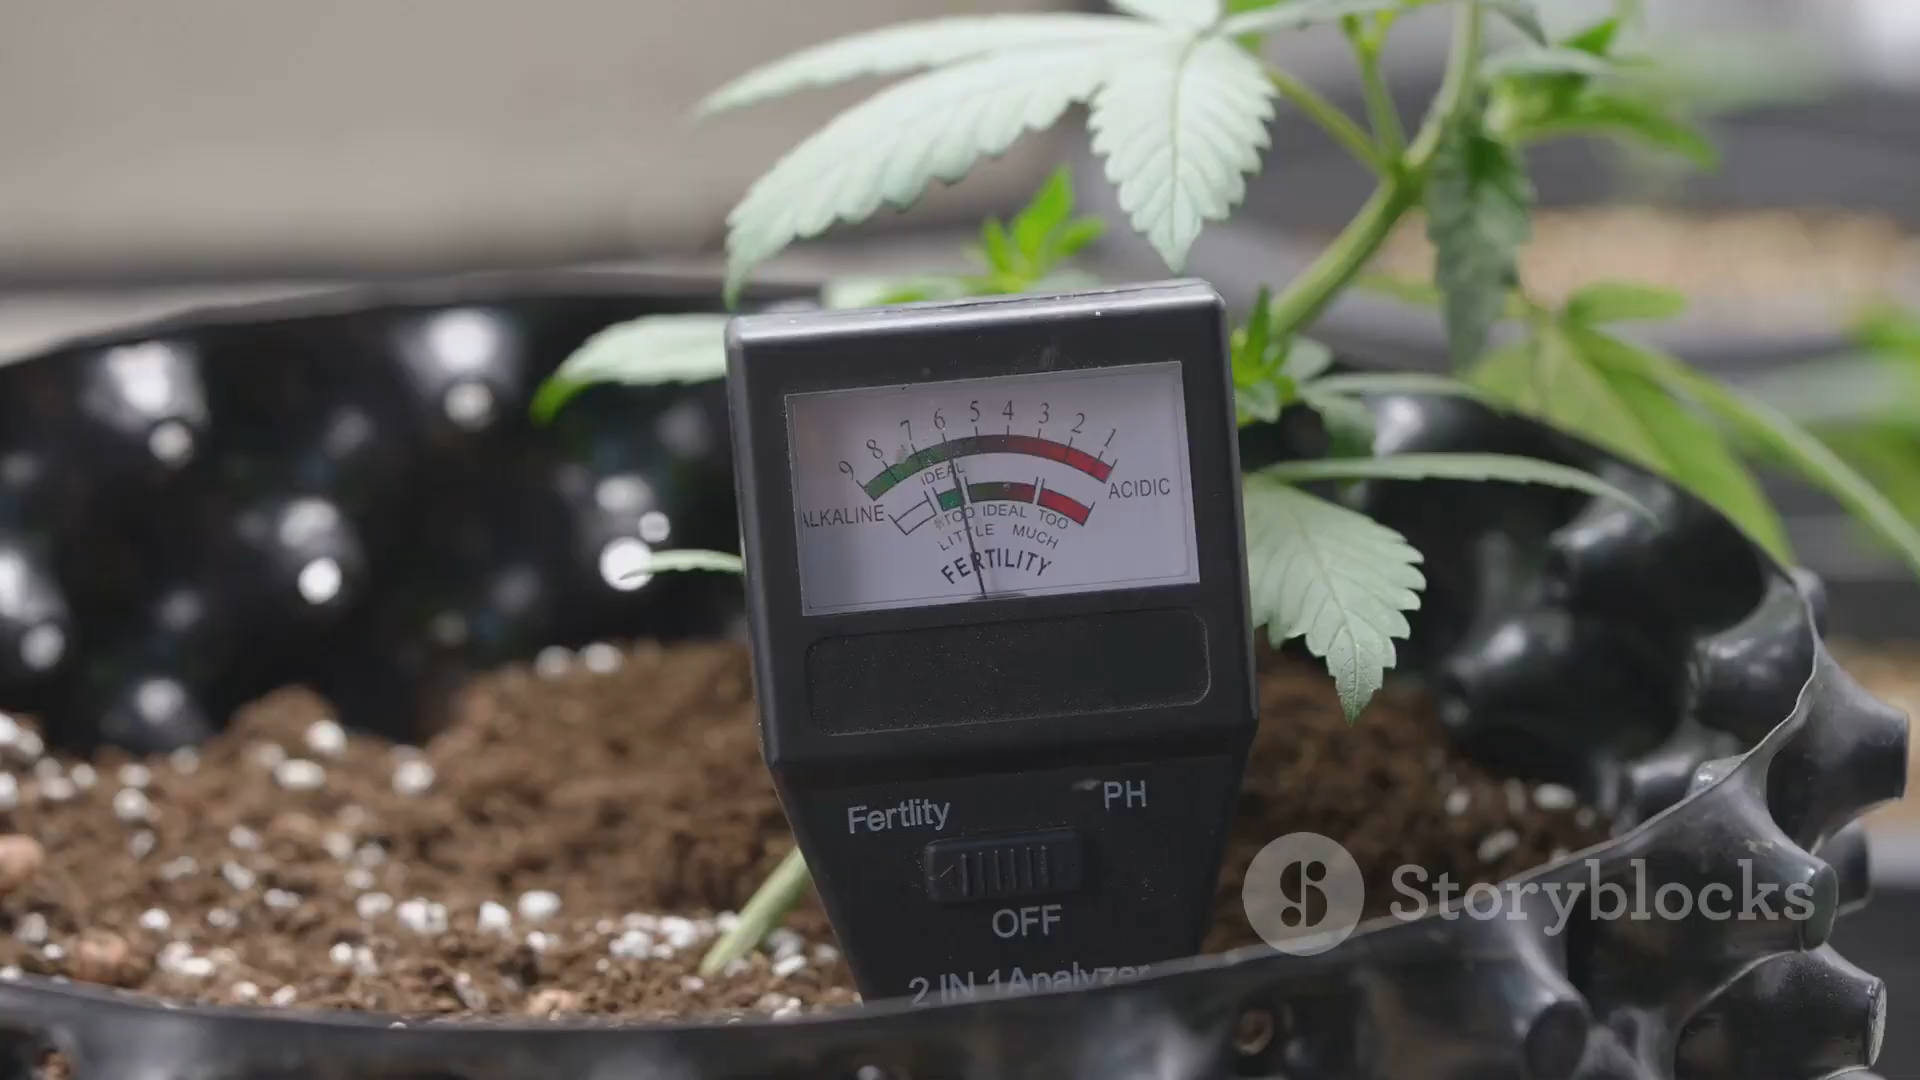 9 8 7 6 5 4 3 2 1
IDEAL
ALKALINE
ACIDIC
TOO IDEAL TOO
LITTLE MUCH
FERTILITY
Fertlity PH
OFF
2 IN 1Analyzer
Storyblocks